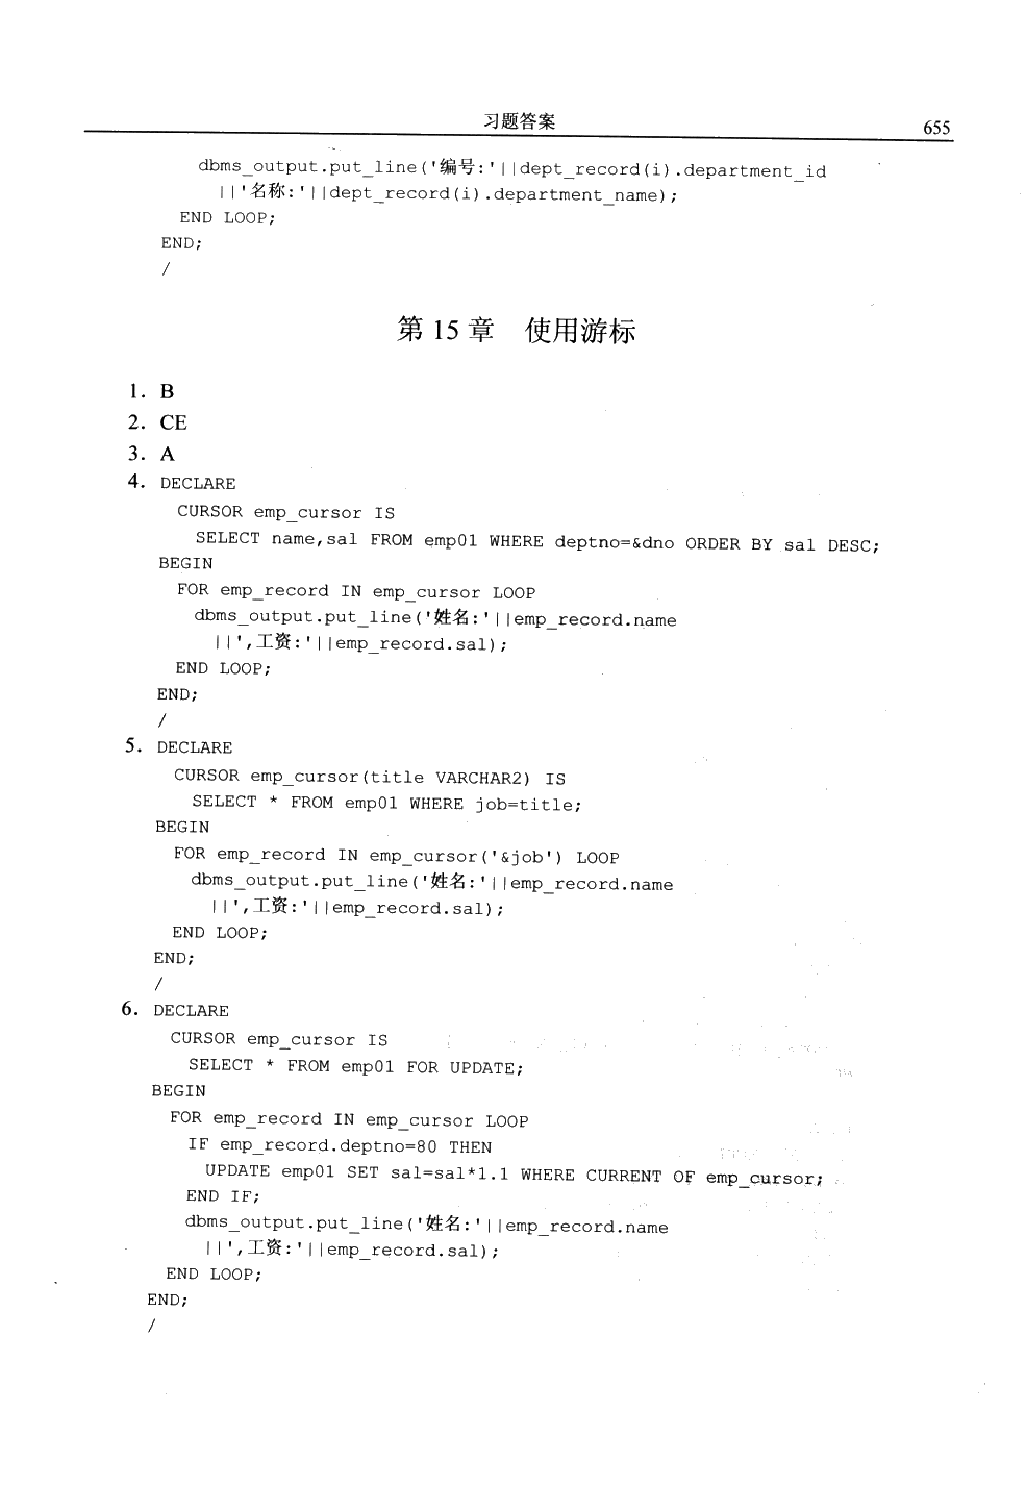 习题答案
655
dbms_output.put_line('编号:'||dept_record(i).department_id
||'名称:'||dept_record(i).department_name);
END LOOP;
END;
/
第 15 章 使用游标
1. B
2. CE
3. A
4. DECLARE
CURSOR emp_cursor IS
SELECT name,sal FROM emp01 WHERE deptno=&dno ORDER BY sal DESC;
BEGIN
FOR emp_record IN emp_cursor LOOP
dbms_output.put_line('姓名:'||emp_record.name
||',工资:'||emp_record.sal);
END LOOP;
END;
/
5. DECLARE
CURSOR emp_cursor(title VARCHAR2) IS
SELECT * FROM emp01 WHERE job=title;
BEGIN
FOR emp_record IN emp_cursor('&job') LOOP
dbms_output.put_line('姓名:'||emp_record.name
||',工资:'||emp_record.sal);
END LOOP;
END;
/
6. DECLARE
CURSOR emp_cursor IS
SELECT * FROM emp01 FOR UPDATE;
BEGIN
FOR emp_record IN emp_cursor LOOP
IF emp_record.deptno=80 THEN
UPDATE emp01 SET sal=sal*1.1 WHERE CURRENT OF emp_cursor;
END IF;
dbms_output.put_line('姓名:'||emp_record.name
||',工资:'||emp_record.sal);
END LOOP;
END;
/